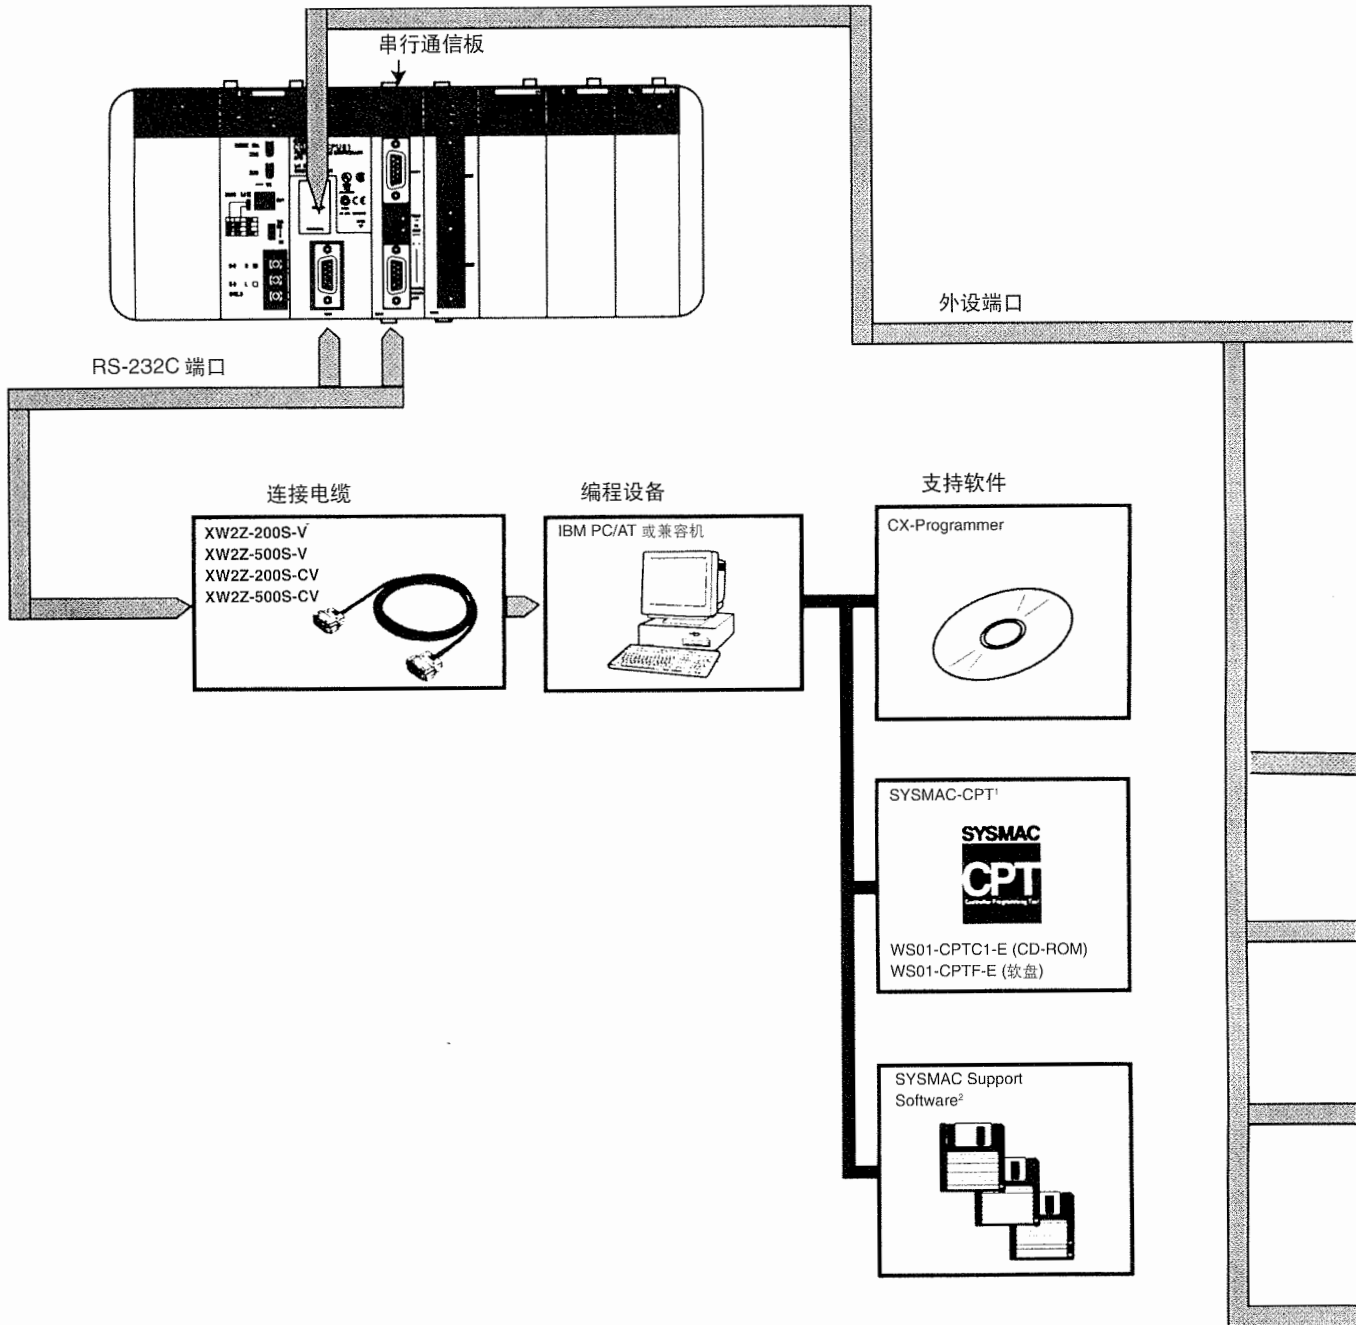 串行通信板
外设端口
RS-232C 端口
连接电缆
编程设备
支持软件
XW2Z-200S-V
XW2Z-500S-V
XW2Z-200S-CV
XW2Z-500S-CV
IBM PC/AT 或兼容机
CX-Programmer
SYSMAC-CPT¹
SYSMAC
CPT
Controller Programming Tool
WS01-CPTC1-E (CD-ROM)
WS01-CPTF-E (软盘)
SYSMAC Support
Software²